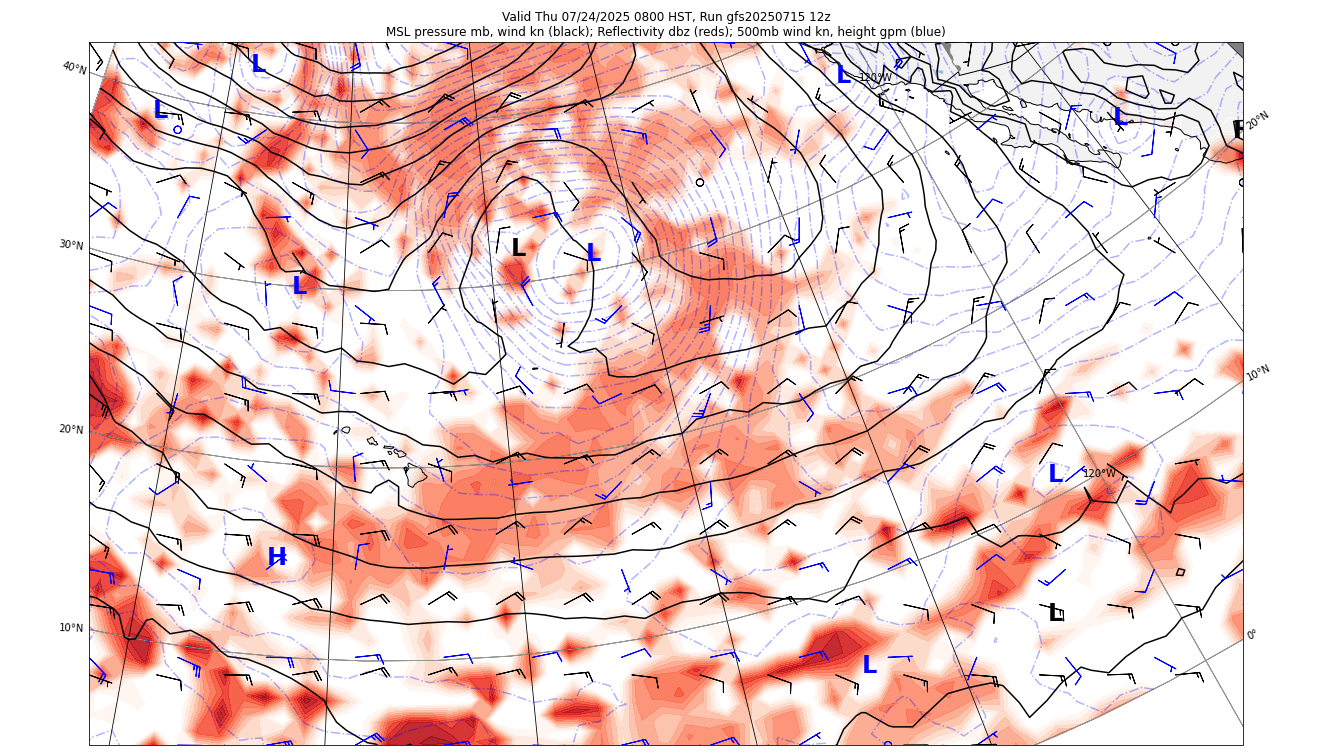 Valid Thu 07/24/2025 0800 HST, Run gfs20250715 12z
MSL pressure mb, wind kn (black); Reflectivity dbz (reds); 500mb wind kn, height gpm (blue)
40°N
L
L
120°W
L
L
20°N
30°N
L
L
L
10°N
20°N
L
120°W
H
10°N
L
0°
L